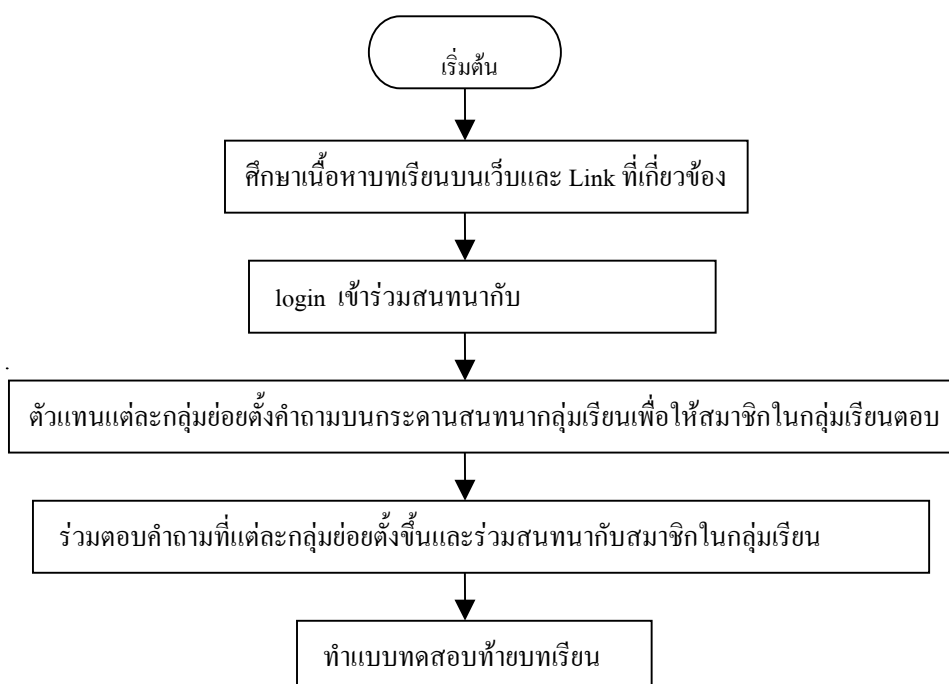 เริ่มต้น
ศึกษาเนื้อหาบทเรียนบนเว็บและ Link ที่เกี่ยวข้อง
login เข้าร่วมสนทนากับ
ตัวแทนแต่ละกลุ่มย่อยตั้งคำถามบนกระดานสนทนากลุ่มเรียนเพื่อให้สมาชิกในกลุ่มเรียนตอบ
ร่วมตอบคำถามที่แต่ละกลุ่มย่อยตั้งขึ้นและร่วมสนทนากับสมาชิกในกลุ่มเรียน
ทำแบบทดสอบท้ายบทเรียน